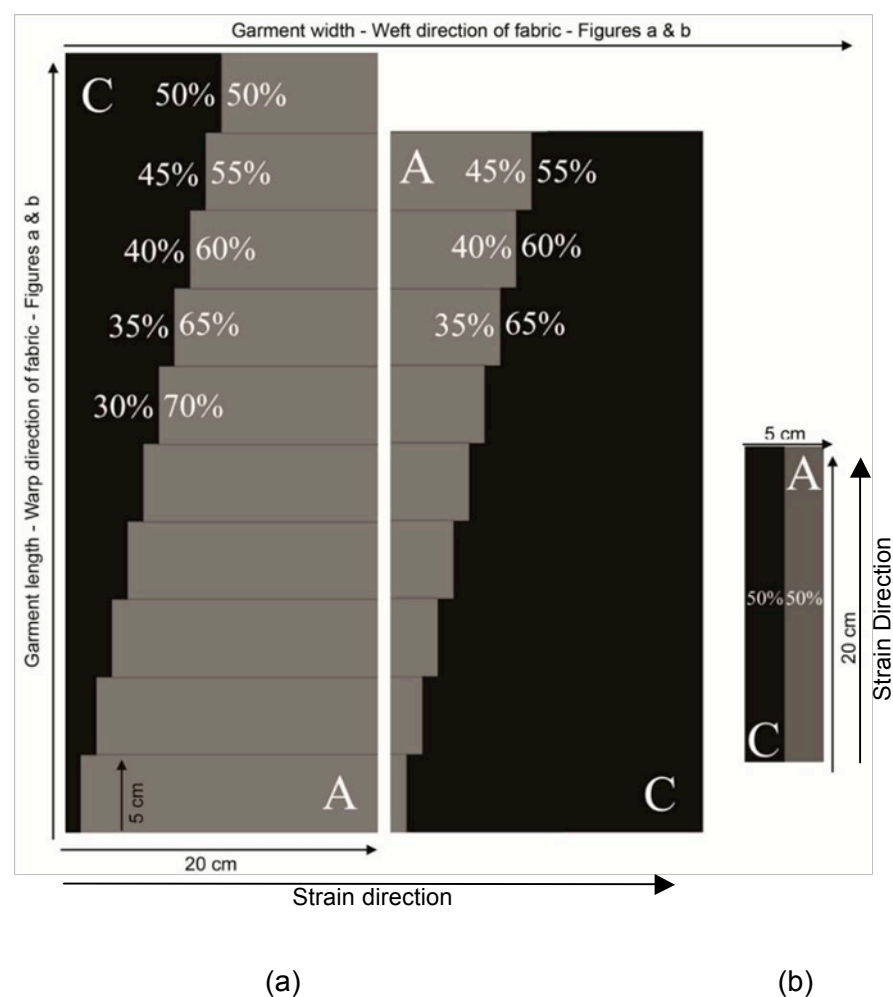 Garment width - Weft direction of fabric - Figures a & b
Garment length - Warp direction of fabric - Figures a & b
C 50% 50%
45% 55%
40% 60%
35% 65%
30% 70%
A
5 cm
20 cm
A 45% 55%
40% 60%
35% 65%
C
Strain direction
5 cm
A
50% 50%
C
20 cm
Strain Direction
(a)
(b)